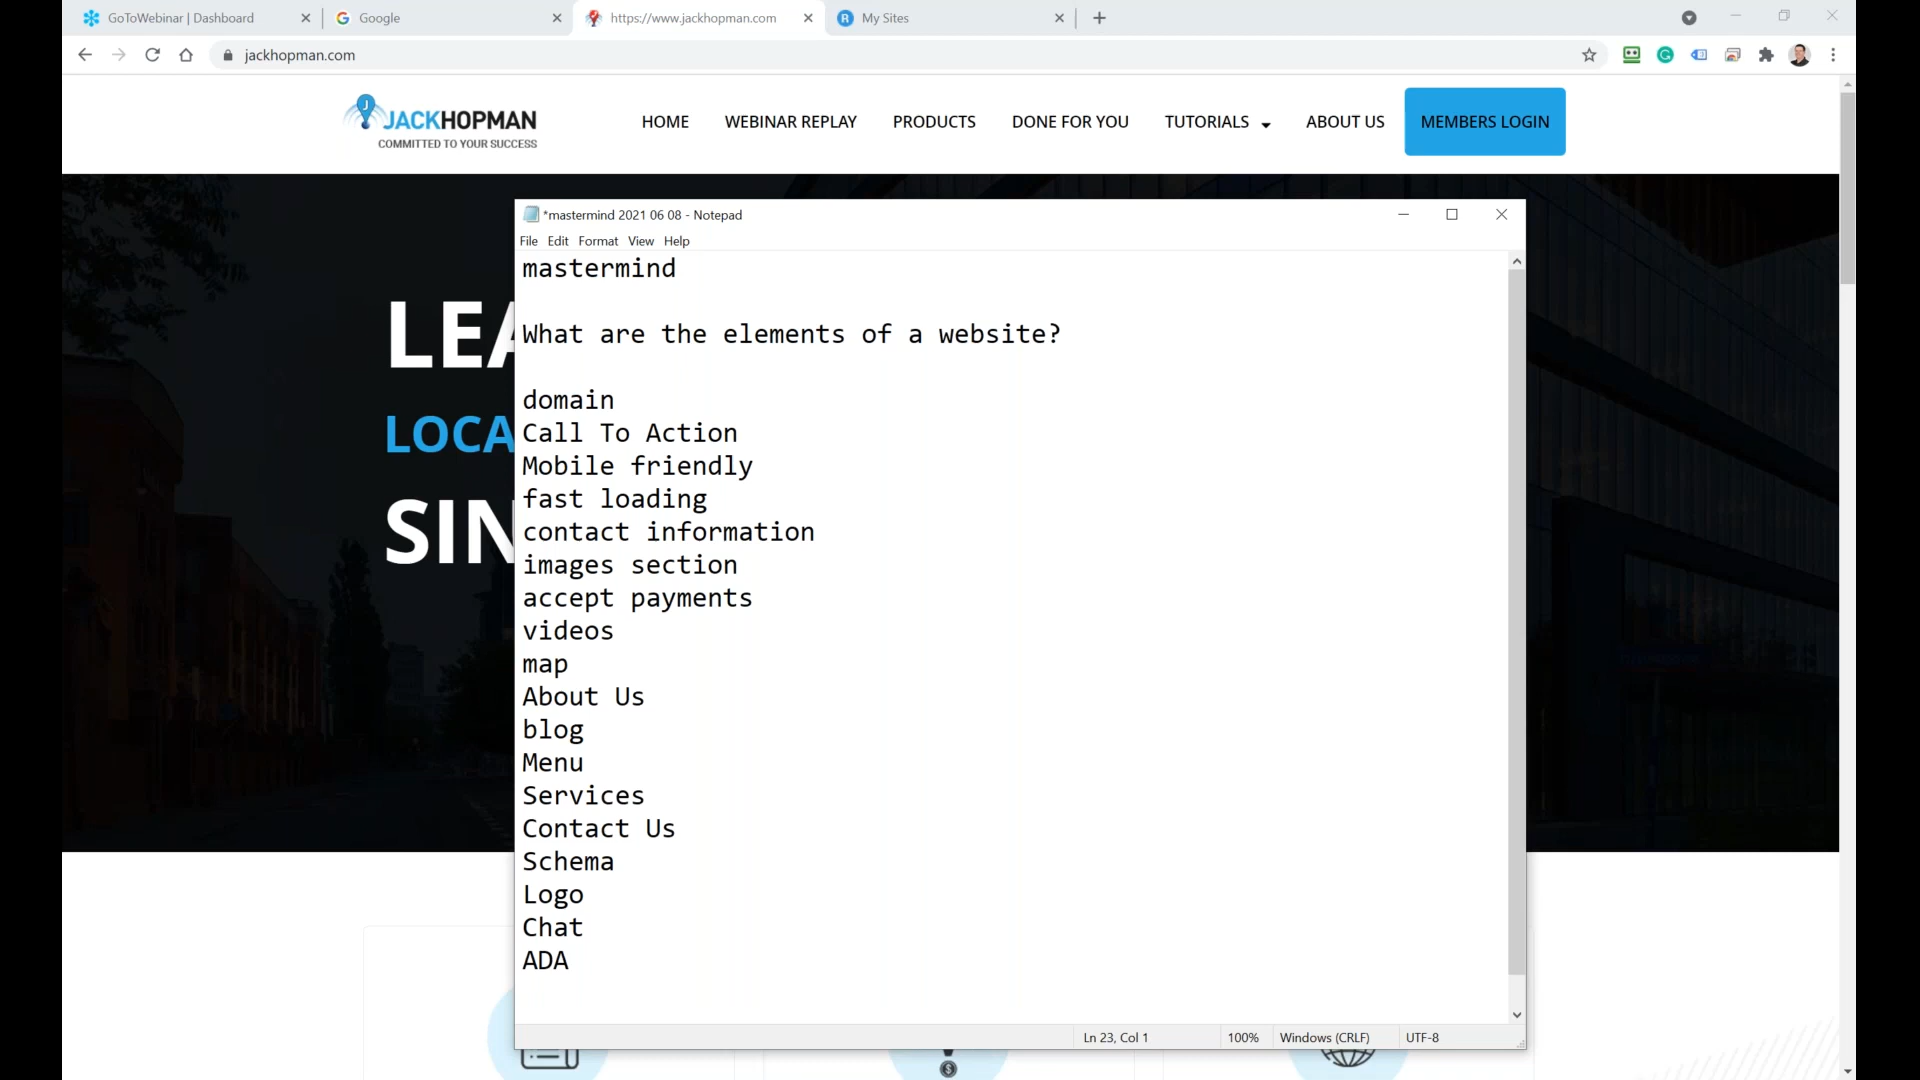 GoToWebinar | Dashboard
Google
https://www.jackhopman.com
My Sites
jackhopman.com
J
JACKHOPMAN
COMMITTED TO YOUR SUCCESS
HOME
WEBINAR REPLAY
PRODUCTS
DONE FOR YOU
TUTORIALS
ABOUT US
MEMBERS LOGIN
LEA
LOCA
SIN
*mastermind 2021 06 08 - Notepad
File Edit Format View Help
mastermind
What are the elements of a website?
domain
Call To Action
Mobile friendly
fast loading
contact information
images section
accept payments
videos
map
About Us
blog
Menu
Services
Contact Us
Schema
Logo
Chat
ADA
Ln 23, Col 1
100%
Windows (CRLF)
UTF-8